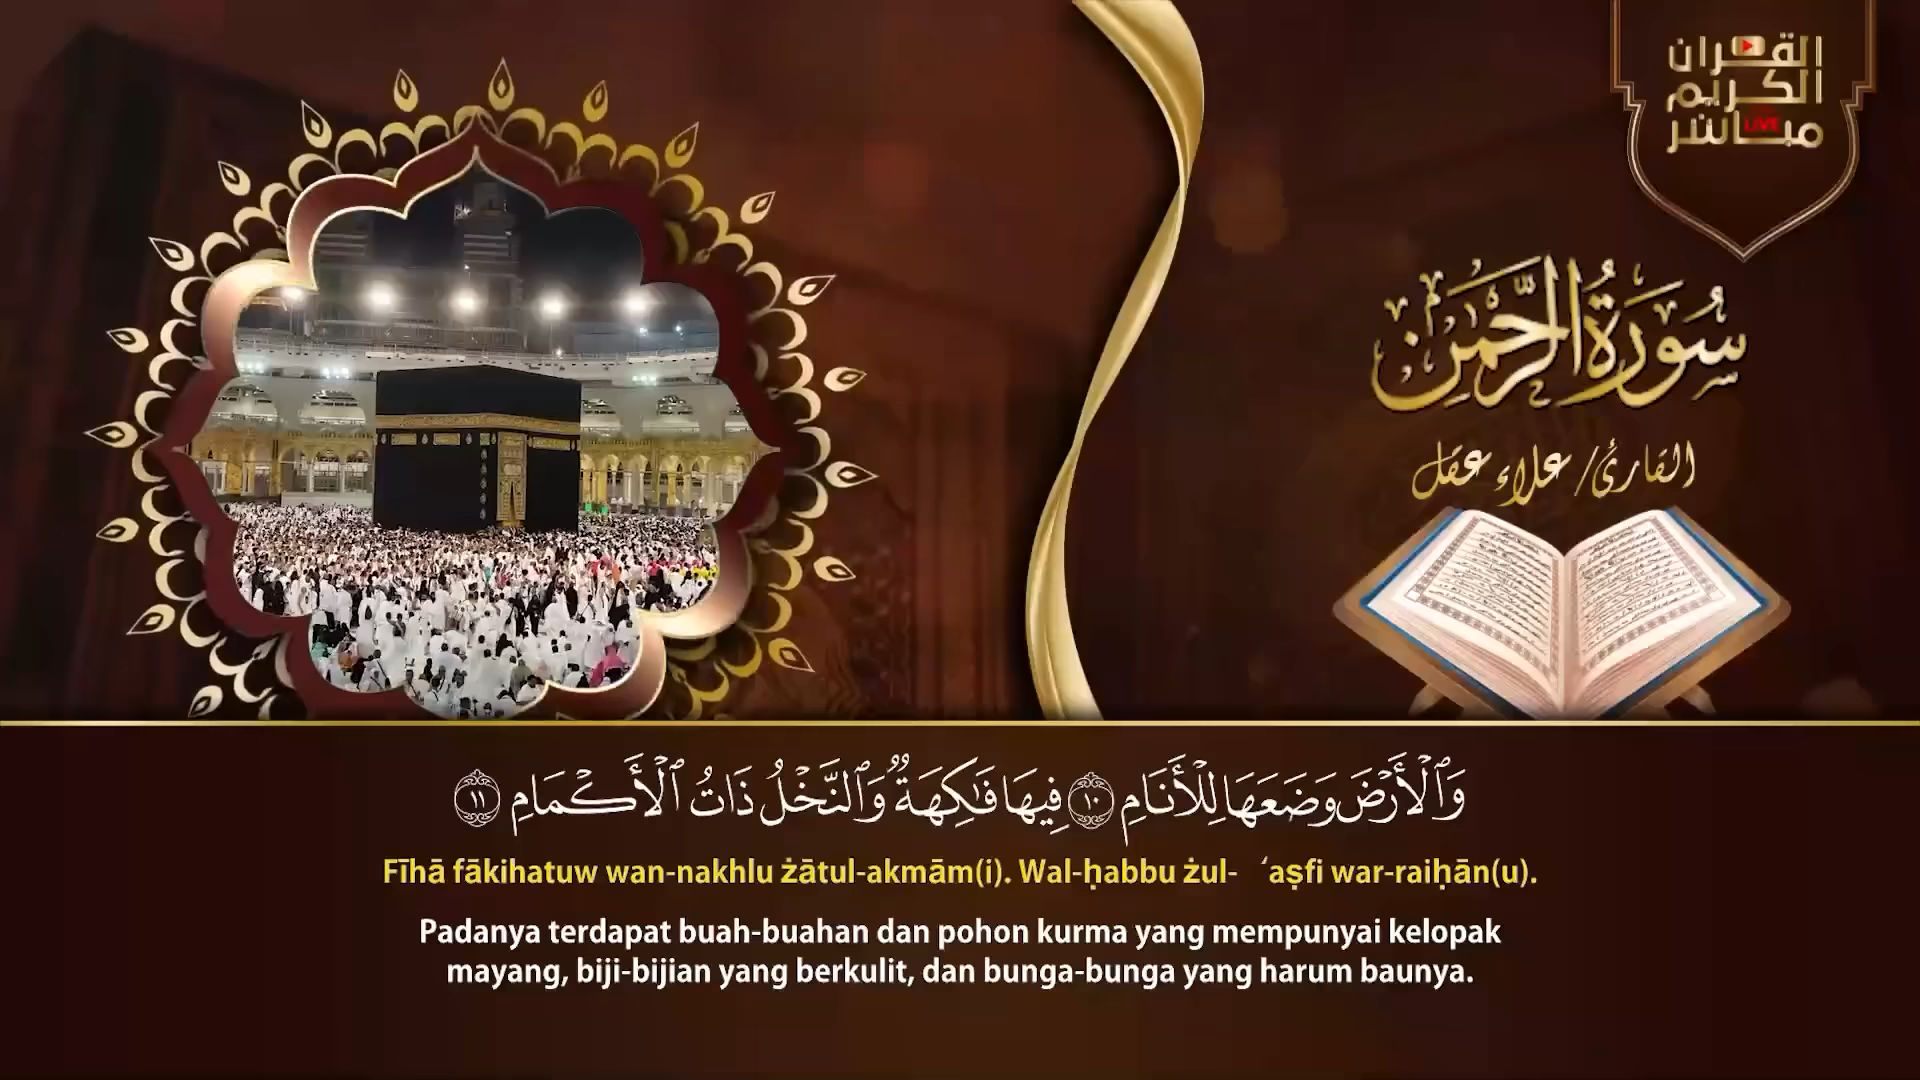 القرآن
الكريم
مباشر
LIVE
سُورَةُ الرَّحْمَن
القارئ / علاء عقل
وَٱلْأَرْضَ وَضَعَهَا لِلْأَنَامِ ١٠ فِيهَا فَـٰكِهَةٌ وَٱلنَّخْلُ ذَاتُ ٱلْأَكْمَامِ ١١
Fīhā fākihatuw wan-nakhlu żātul-akmām(i). Wal-ḥabbu żul- ‘aṣfi war-raiḥān(u).
Padanya terdapat buah-buahan dan pohon kurma yang mempunyai kelopak
mayang, biji-bijian yang berkulit, dan bunga-bunga yang harum baunya.